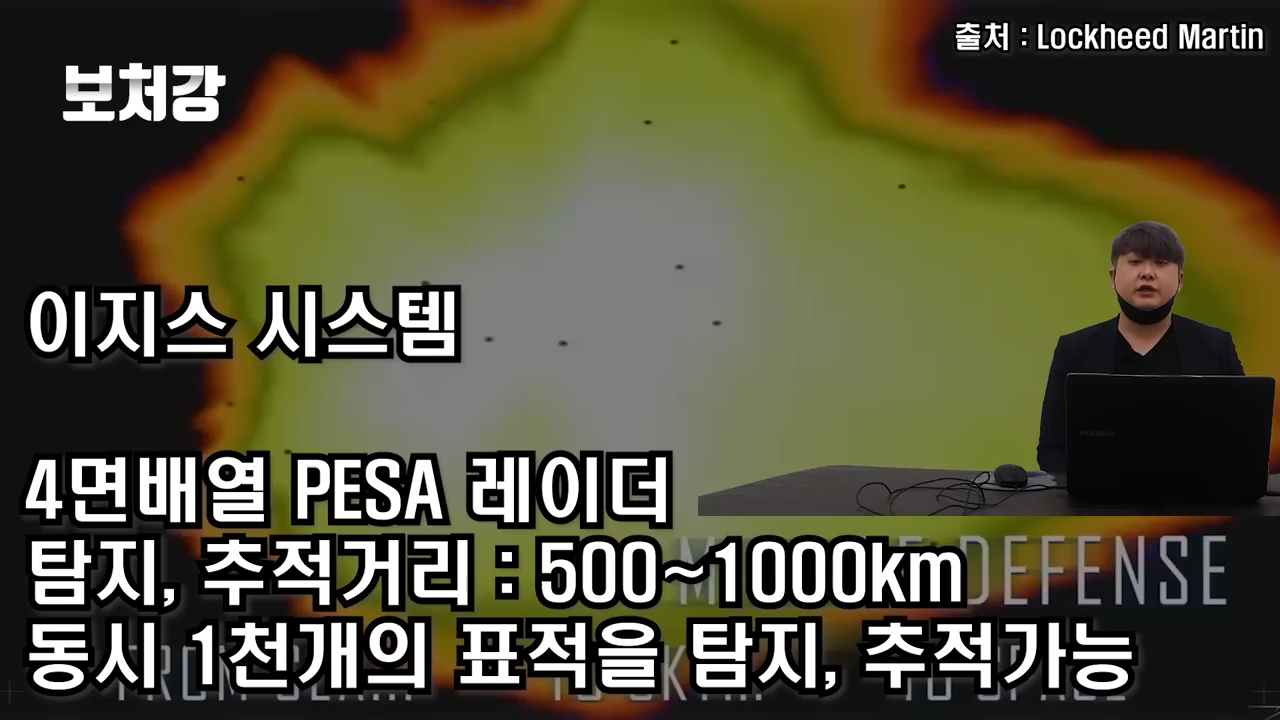 출처 : Lockheed Martin
보처강
이지스 시스템
4면배열 PESA 레이더
탐지, 추적거리 : 500~1000km
DEFENSE
동시 1천개의 표적을 탐지, 추적가능